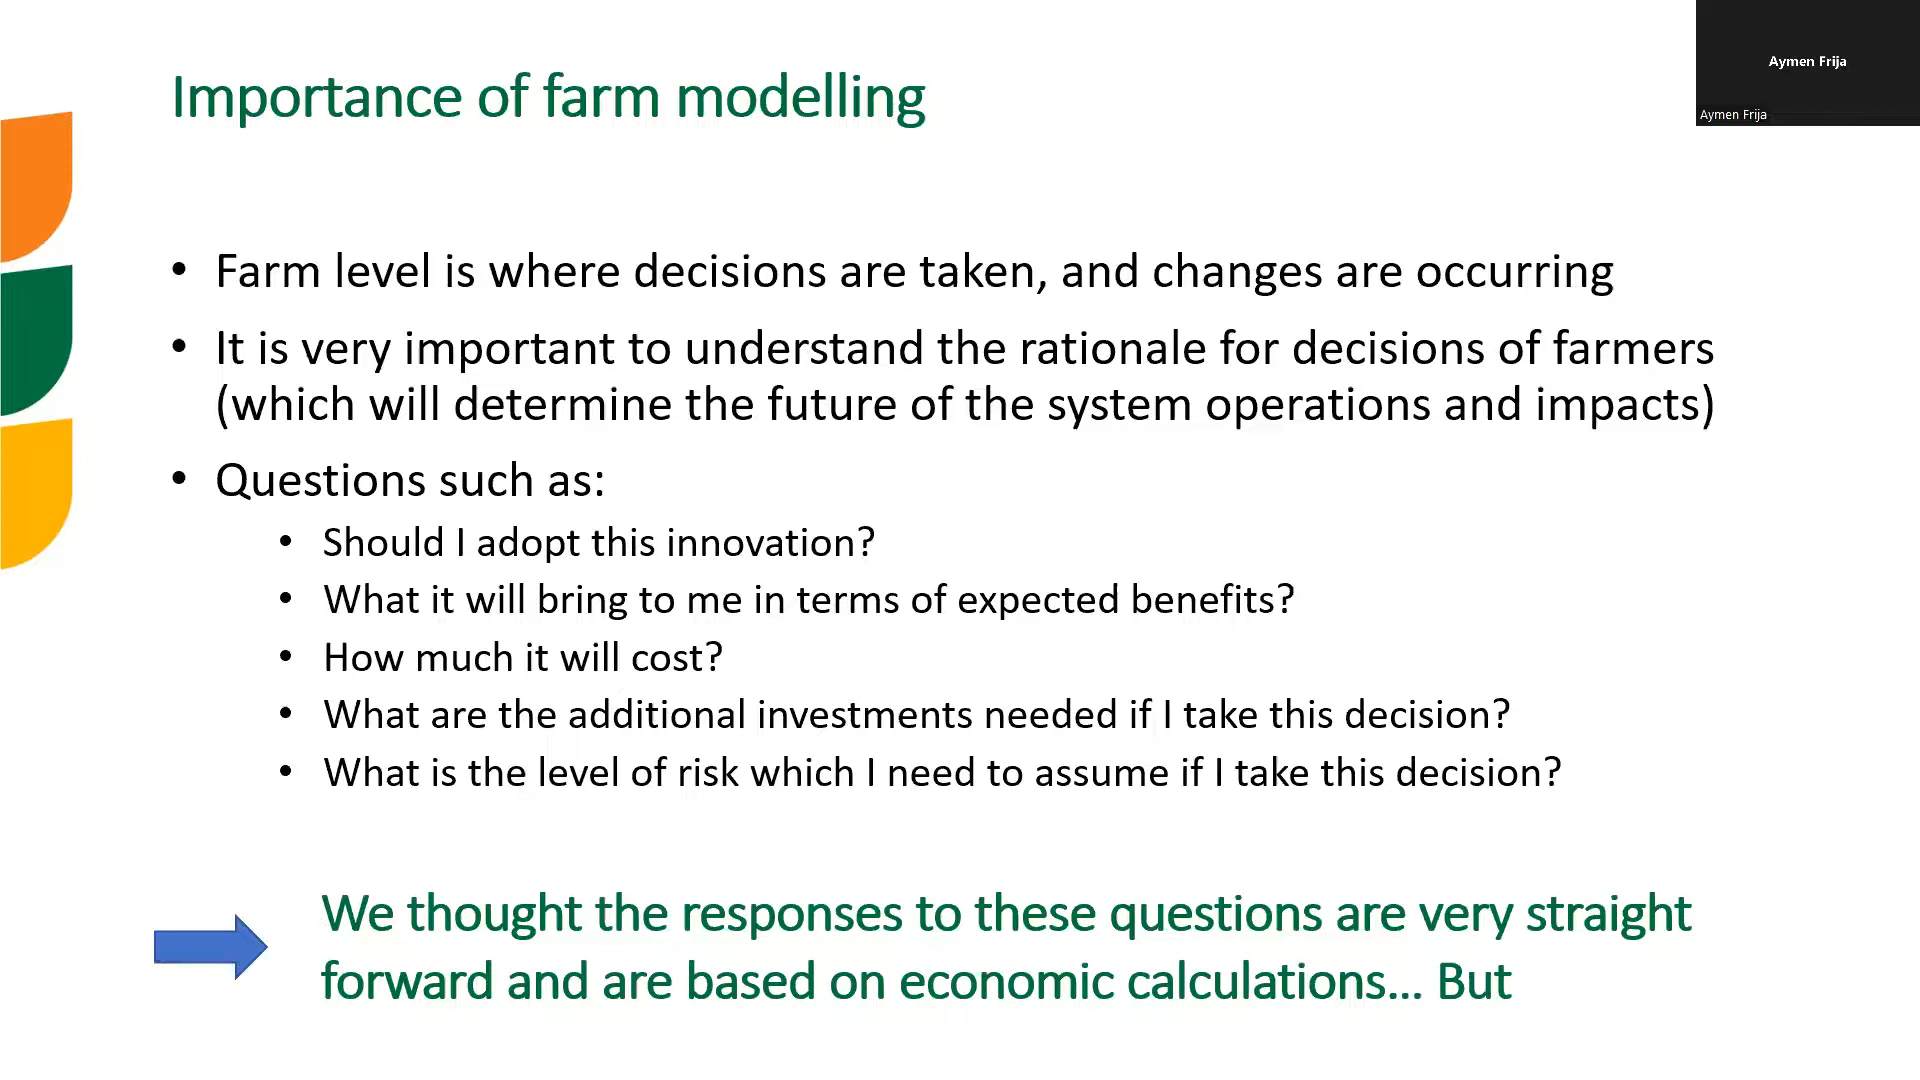 Importance of farm modelling
Aymen Frija
Aymen Frija
• Farm level is where decisions are taken, and changes are occurring
• It is very important to understand the rationale for decisions of farmers
(which will determine the future of the system operations and impacts)
• Questions such as:
• Should I adopt this innovation?
• What it will bring to me in terms of expected benefits?
• How much it will cost?
• What are the additional investments needed if I take this decision?
• What is the level of risk which I need to assume if I take this decision?
We thought the responses to these questions are very straight
forward and are based on economic calculations... But